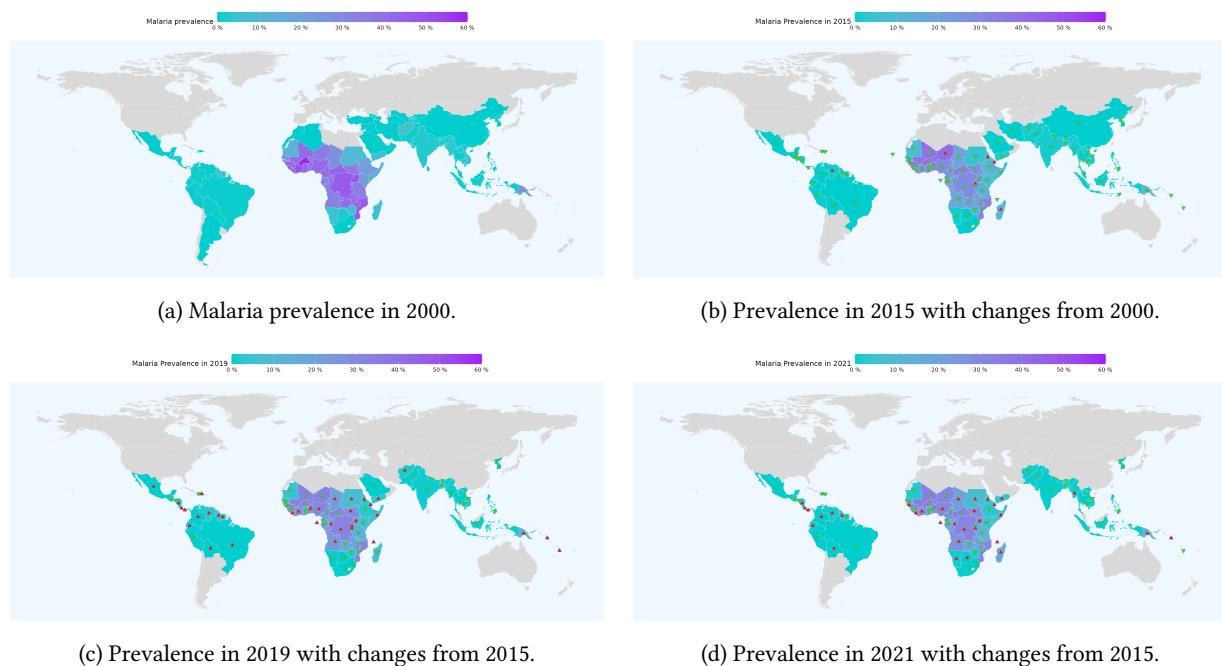 Malaria prevalence
0 % 10 % 20 % 30 % 40 % 50 % 60 %
Malaria Prevalence in 2015
0 % 10 % 20 % 30 % 40 % 50 % 60 %
(a) Malaria prevalence in 2000.
(b) Prevalence in 2015 with changes from 2000.
Malaria Prevalence in 2019
0 % 10 % 20 % 30 % 40 % 50 % 60 %
Malaria Prevalence in 2021
0 % 10 % 20 % 30 % 40 % 50 % 60 %
(c) Prevalence in 2019 with changes from 2015.
(d) Prevalence in 2021 with changes from 2015.